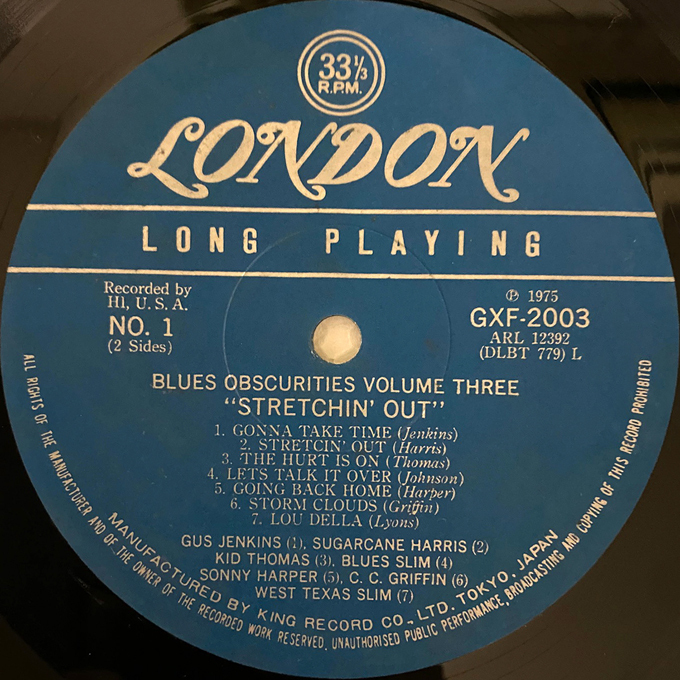 33 1/3
R.P.M.
LONDON
LONG PLAYING
Recorded by
HI, U. S. A.
NO. 1
(2 Sides)
℗ 1975
GXF-2003
ARL 12392
(DLBT 779) L
BLUES OBSCURITIES VOLUME THREE
“STRETCHIN' OUT”
1. GONNA TAKE TIME (Jenkins)
2. STRETCIN' OUT (Harris)
3. THE HURT IS ON (Thomas)
4. LETS TALK IT OVER (Johnson)
5. GOING BACK HOME (Harper)
6. STORM CLOUDS (Griffin)
7. LOU DELLA (Lyons)
GUS JENKINS (1), SUGARCANE HARRIS (2)
KID THOMAS (3), BLUES SLIM (4)
SONNY HARPER (5), C. C. GRIFFIN (6)
WEST TEXAS SLIM (7)
MANUFACTURED BY KING RECORD CO., LTD. TOKYO, JAPAN
ALL RIGHTS OF THE MANUFACTURER AND OF THE OWNER OF THE RECORDED WORK RESERVED, UNAUTHORISED PUBLIC PERFORMANCE, BROADCASTING AND COPYING OF THIS RECORD PROHIBITED